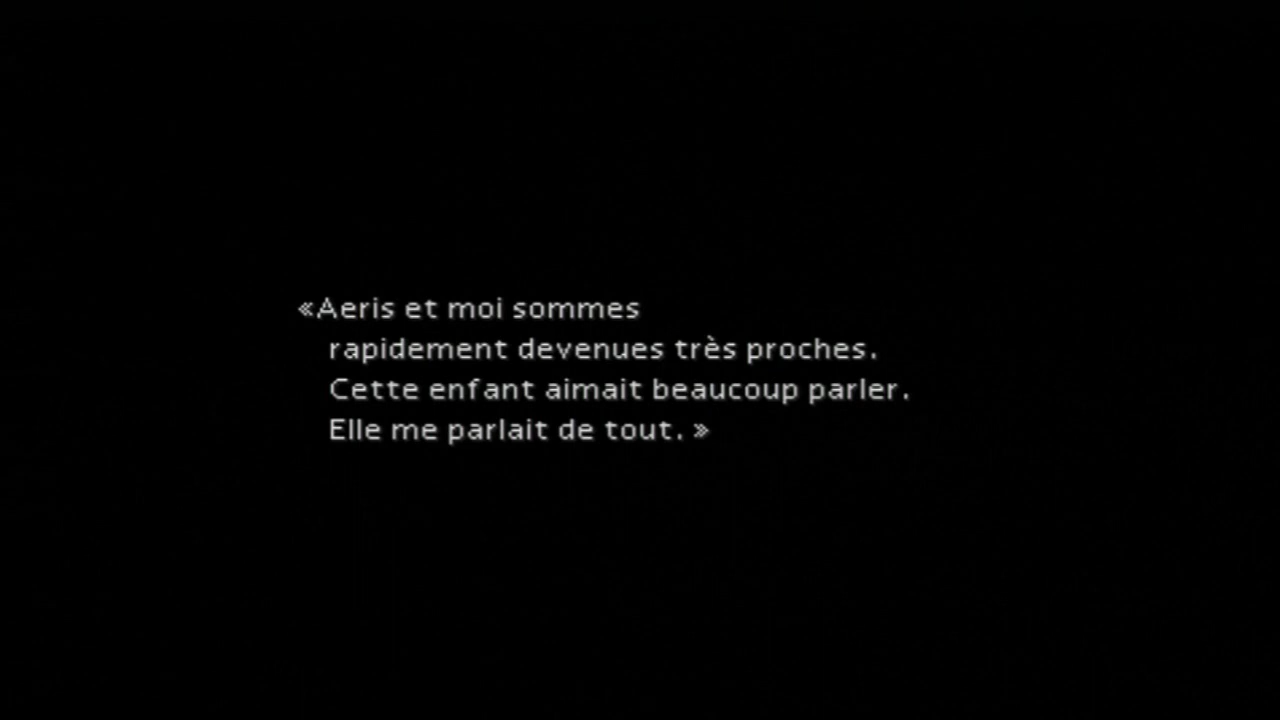 «Aeris et moi sommes
rapidement devenues très proches.
Cette enfant aimait beaucoup parler.
Elle me parlait de tout. »